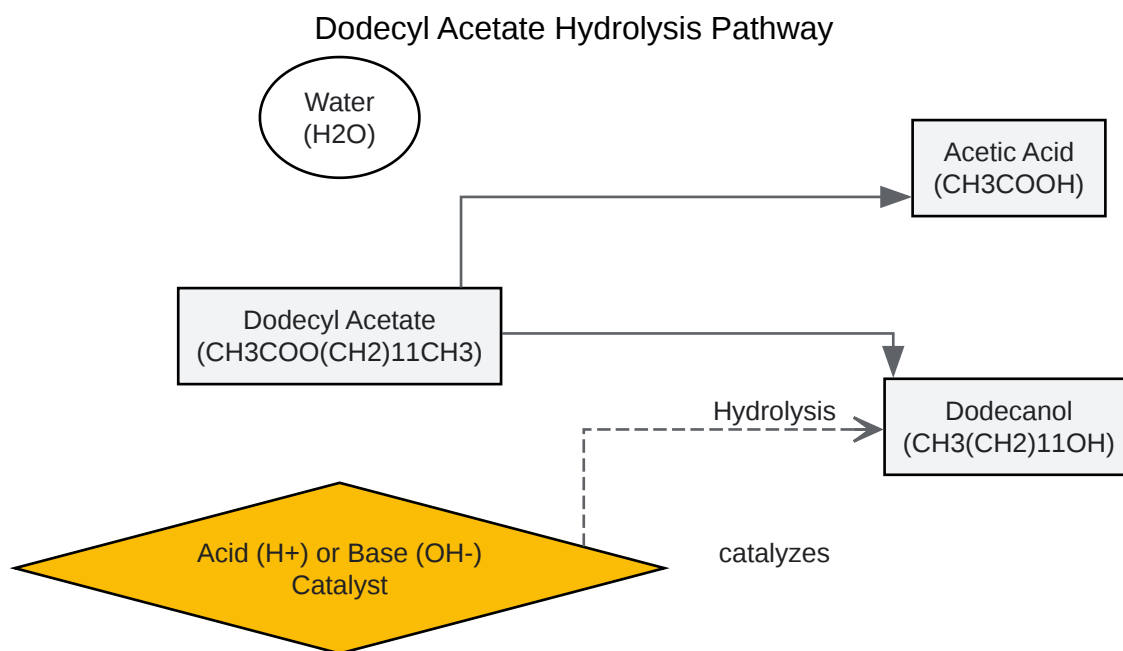 Dodecyl Acetate Hydrolysis Pathway
Water
(H2O)
Acetic Acid
(CH3COOH)
Dodecyl Acetate
(CH3COO(CH2)11CH3)
Hydrolysis
Dodecanol
(CH3(CH2)11OH)
Acid (H+) or Base (OH-)
Catalyst
catalyzes